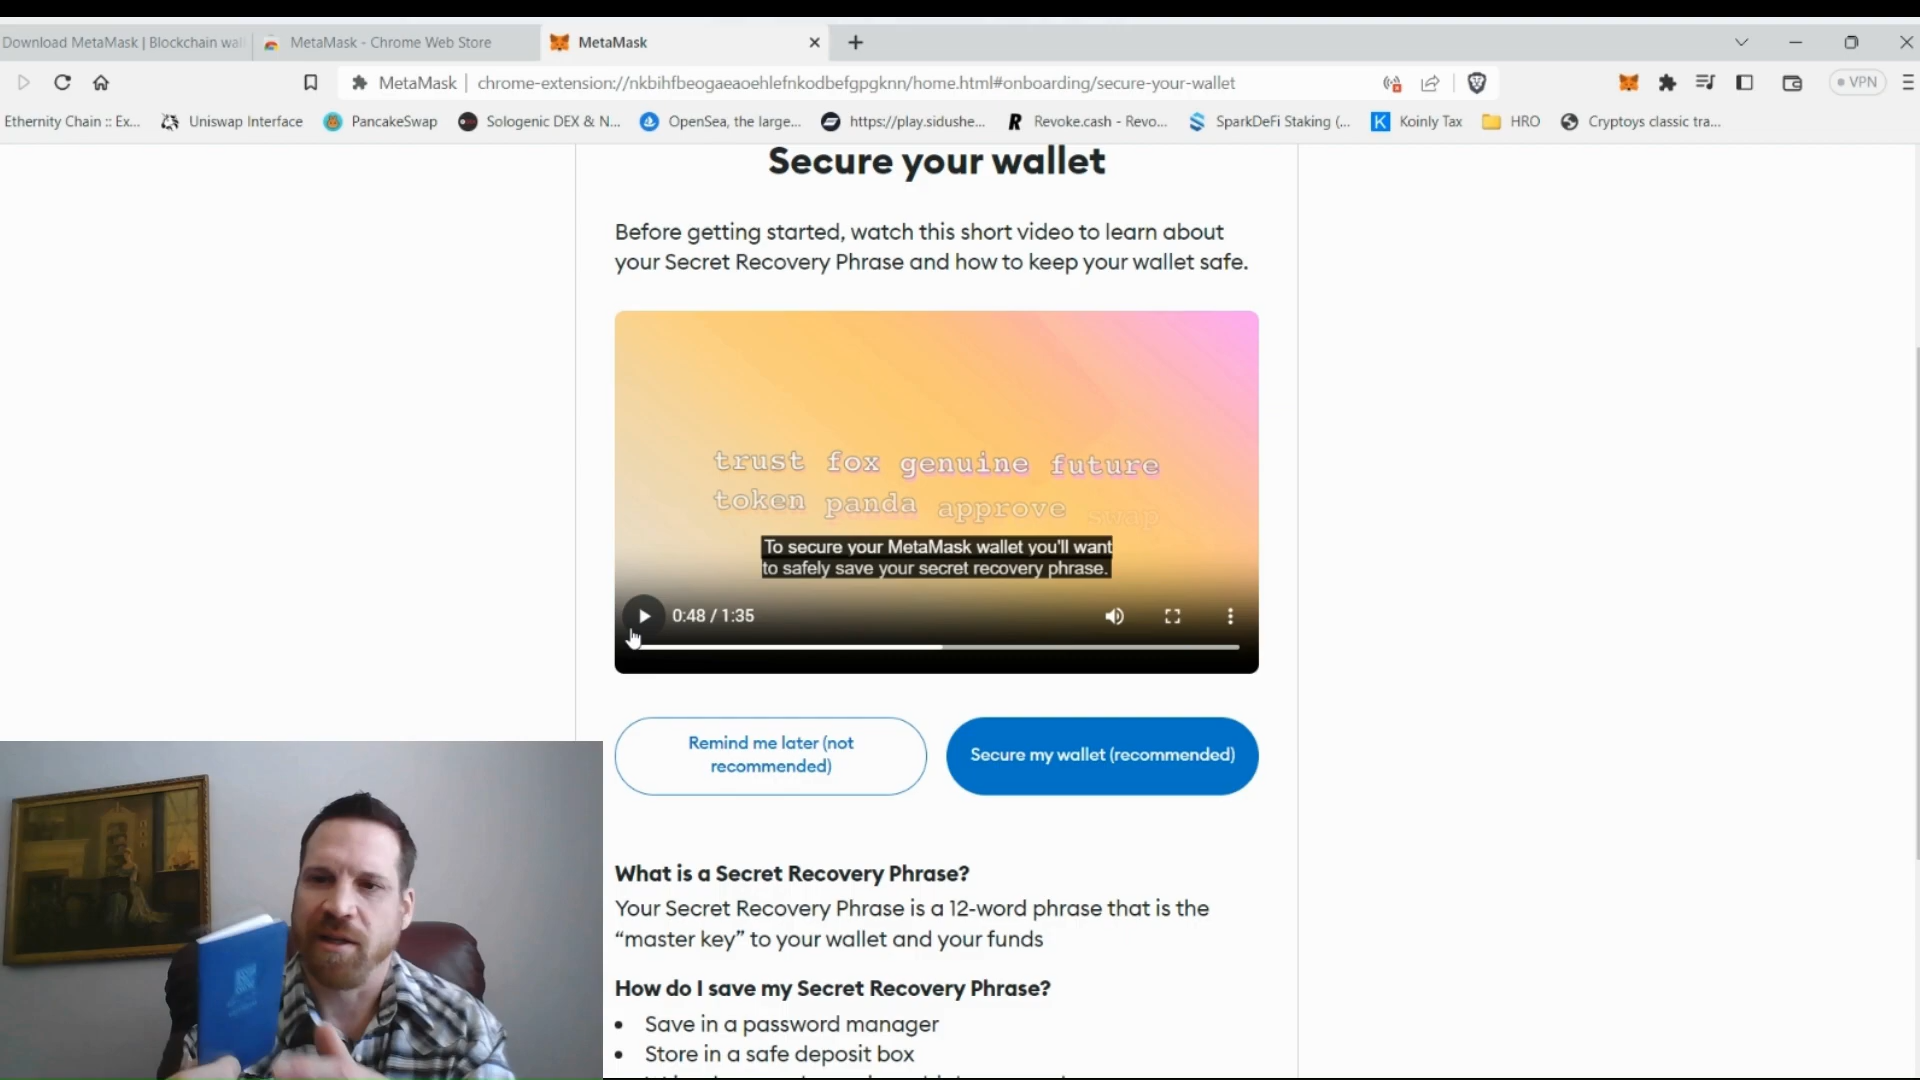 Download MetaMask | Blockchain wal
MetaMask - Chrome Web Store
MetaMask
MetaMask
chrome-extension://nkbihfbeogaeaoehlefnkodbefgpgknn/home.html#onboarding/secure-your-wallet
VPN
Ethernity Chain :: Ex...
Uniswap Interface
PancakeSwap
Sologenic DEX & N...
OpenSea, the large...
https://play.sidushe...
Revoke.cash - Revo...
SparkDeFi Staking (...
K
Koinly Tax
HRO
Cryptoys classic tra...
Secure your wallet
Before getting started, watch this short video to learn about
your Secret Recovery Phrase and how to keep your wallet safe.
trust fox genuine future
token panda approve swap
To secure your MetaMask wallet you'll want
to safely save your secret recovery phrase.
0:48 / 1:35
Remind me later (not
recommended)
Secure my wallet (recommended)
What is a Secret Recovery Phrase?
Your Secret Recovery Phrase is a 12-word phrase that is the
“master key” to your wallet and your funds
How do I save my Secret Recovery Phrase?
• Save in a password manager
• Store in a safe deposit box